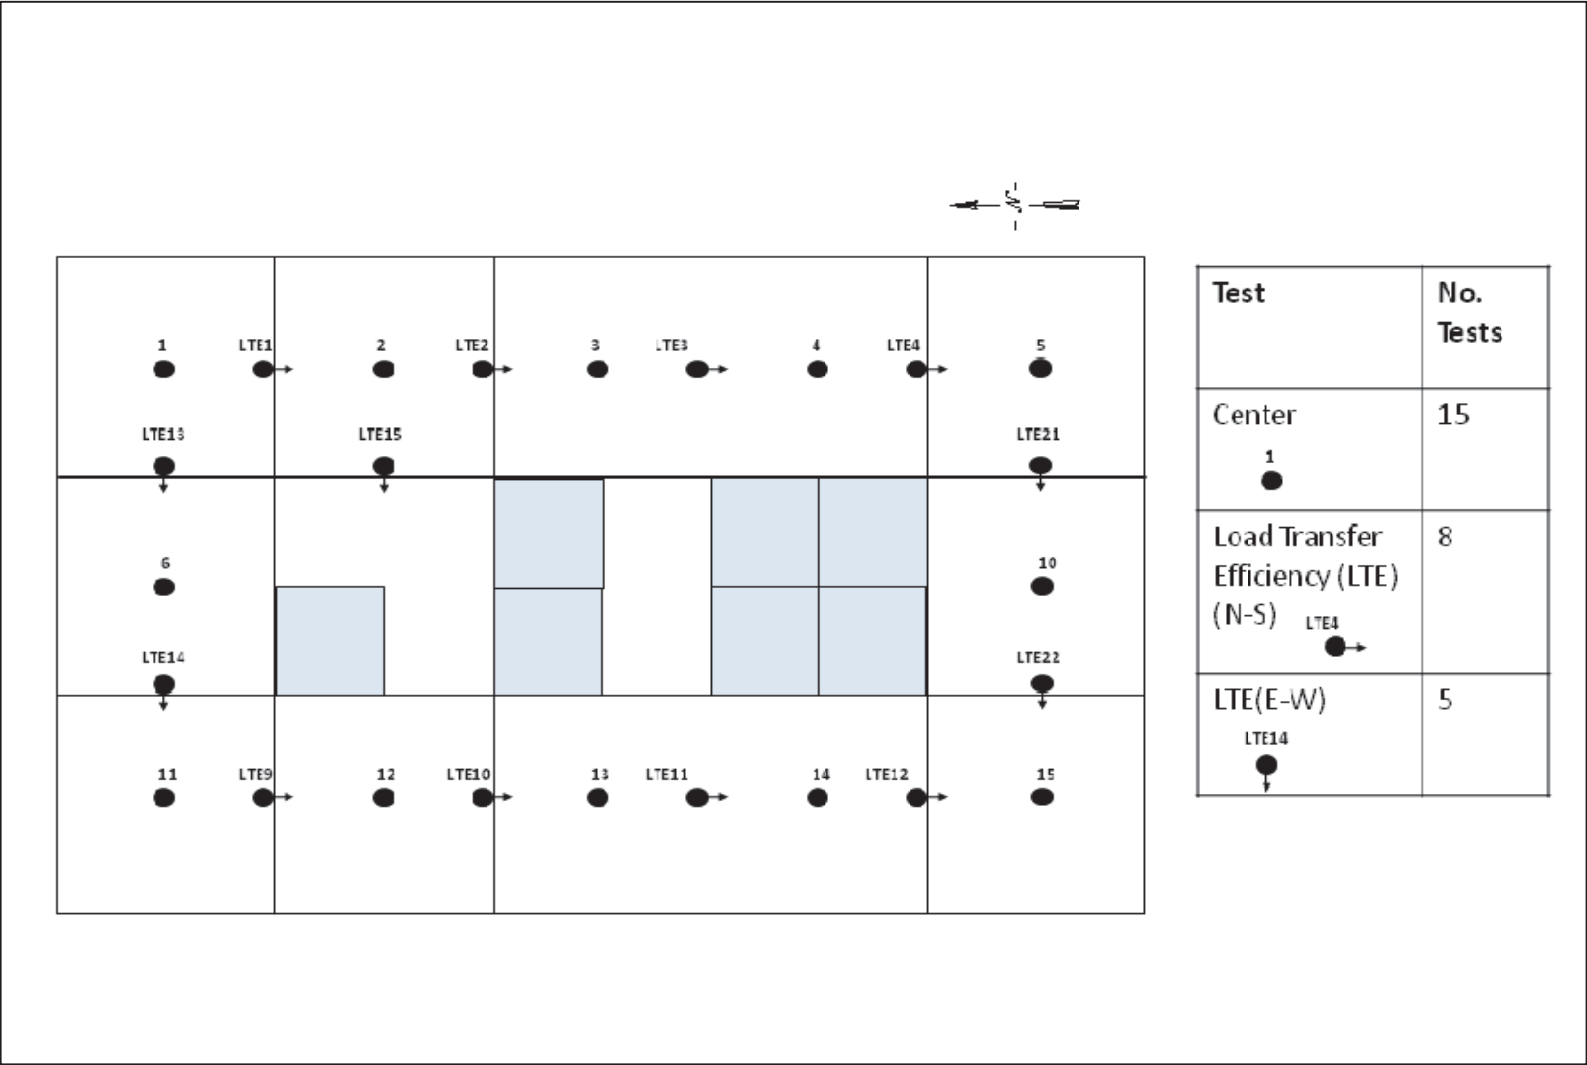 1 LTE1 2 LTE2 3 LTE3 4 LTE4 5
LTE13 LTE15 LTE21
6 10
LTE14 LTE22
11 LTE9 12 LTE10 13 LTE11 14 LTE12 15
Test
No.
Tests
Center
15
1
Load Transfer
8
Efficiency (LTE)
(N-S)
LTE4
LTE(E-W)
5
LTE14